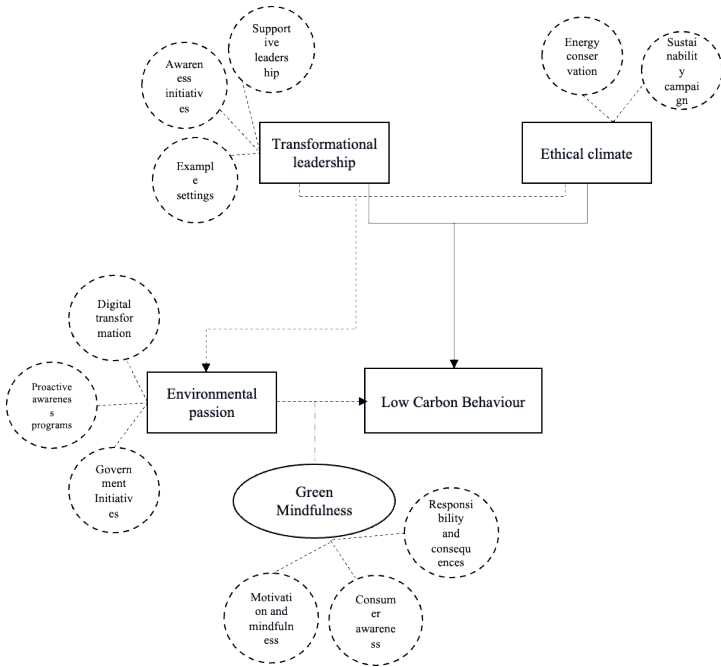 Support
ive
leaders
hip
Awaren
ess
initiativ
es
Exampl
e
settings
Transformational
leadership
Energy
conser
vation
Sustai
nabilit
y
campai
gn
Ethical climate
Digital
transfor
mation
Proactive
awarenes
s
programs
Govern
ment
Initiativ
es
Environmental
passion
Low Carbon Behaviour
Green
Mindfulness
Responsi
bility
and
consequ
ences
Motivati
on and
mindfuln
ess
Consum
er
awarene
ss